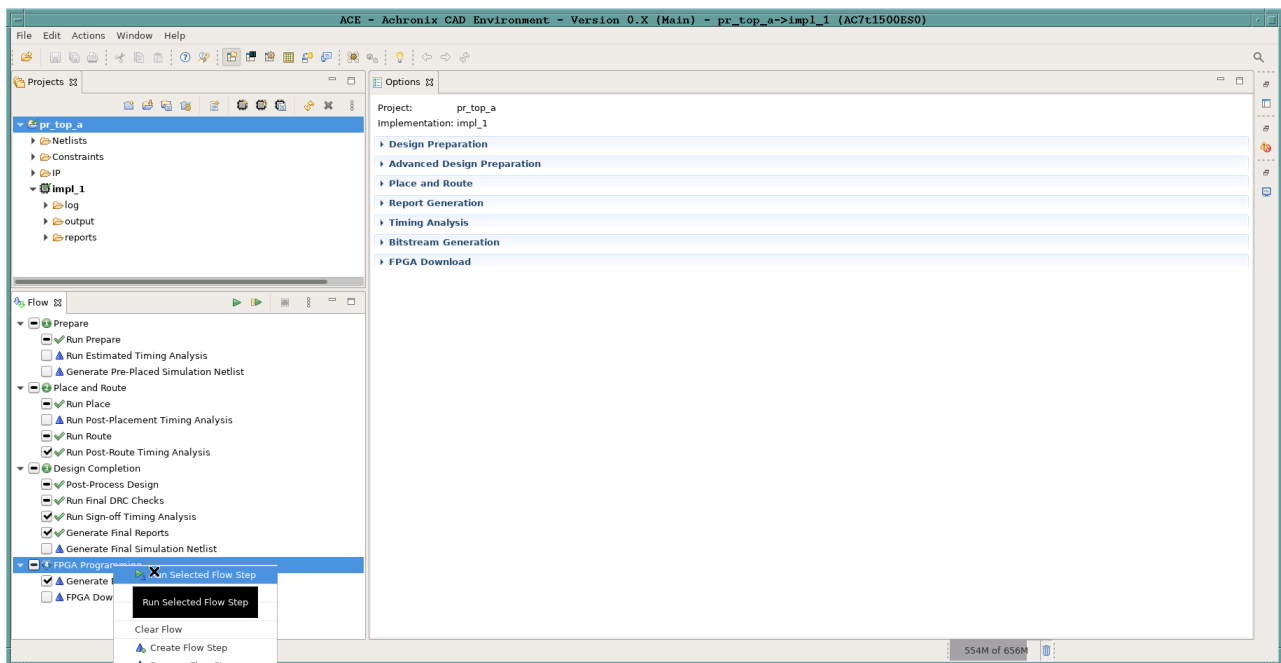 ACE - Achronix CAD Environment - Version 0.X (Main) - pr_top_a->impl_1 (AC7t1500ES0)
File Edit Actions Window Help
Projects
pr_top_a
Netlists
Constraints
IP
impl_1
log
output
reports
Options
Project: pr_top_a
Implementation: impl_1
Design Preparation
Advanced Design Preparation
Place and Route
Report Generation
Timing Analysis
Bitstream Generation
FPGA Download
Flow
1 Prepare
Run Prepare
Run Estimated Timing Analysis
Generate Pre-Placed Simulation Netlist
2 Place and Route
Run Place
Run Post-Placement Timing Analysis
Run Route
Run Post-Route Timing Analysis
3 Design Completion
Post-Process Design
Run Final DRC Checks
Run Sign-off Timing Analysis
Generate Final Reports
Generate Final Simulation Netlist
4 FPGA Programming
Generate
FPGA Dow
Run Selected Flow Step
Run Selected Flow Step
Clear Flow
Create Flow Step
554M of 656M